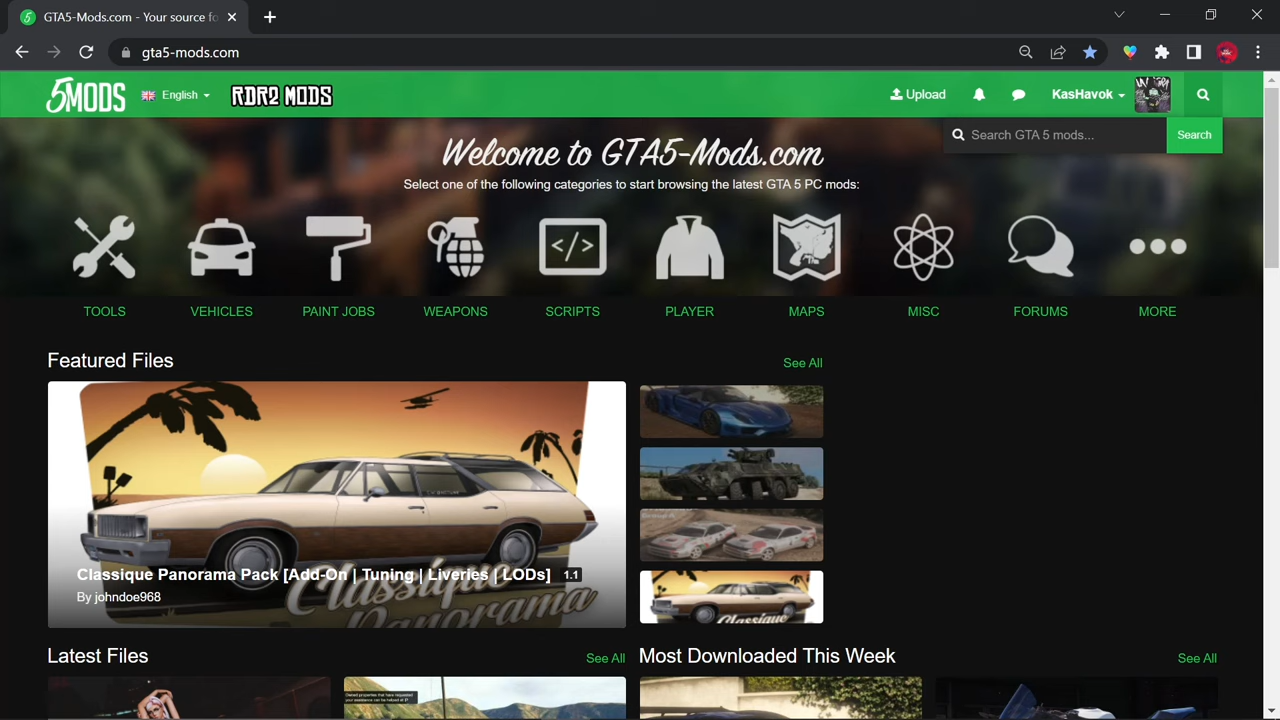 GTA5-Mods.com - Your source fo
gta5-mods.com
5MODS
English
RDR2 MODS
Upload
KasHavok
Search GTA 5 mods...
Search
Welcome to GTA5-Mods.com
Select one of the following categories to start browsing the latest GTA 5 PC mods:
TOOLS
VEHICLES
PAINT JOBS
WEAPONS
SCRIPTS
PLAYER
MAPS
MISC
FORUMS
MORE
Featured Files
See All
Classique Panorama Pack [Add-On | Tuning | Liveries | LODs] 1.1
By johndoe968
Classique
Panorama
Classique
Latest Files
See All
Most Downloaded This Week
See All